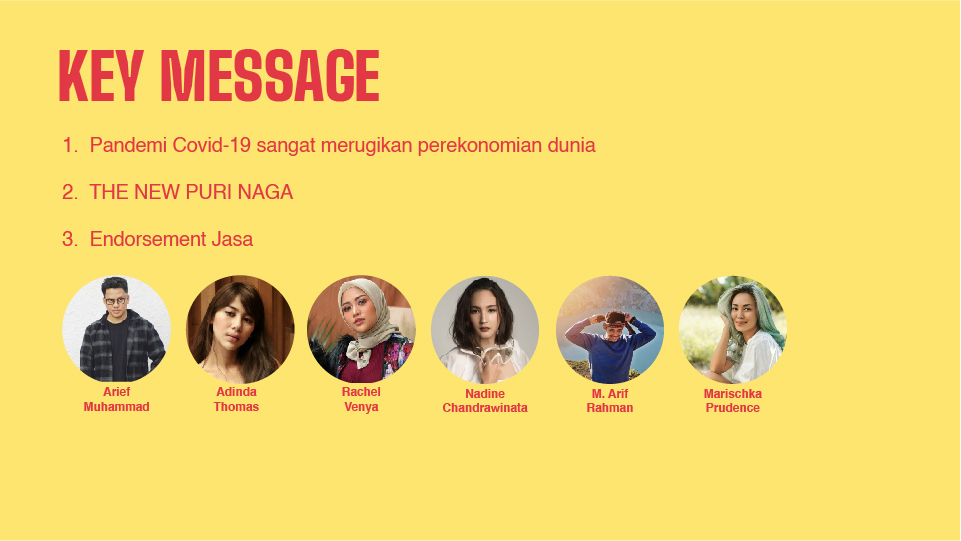 KEY MESSAGE
1. Pandemi Covid-19 sangat merugikan perekonomian dunia
2. THE NEW PURI NAGA
3. Endorsement Jasa
Arief
Muhammad
Adinda
Thomas
Rachel
Venya
Nadine
Chandrawinata
M. Arif
Rahman
Marischka
Prudence